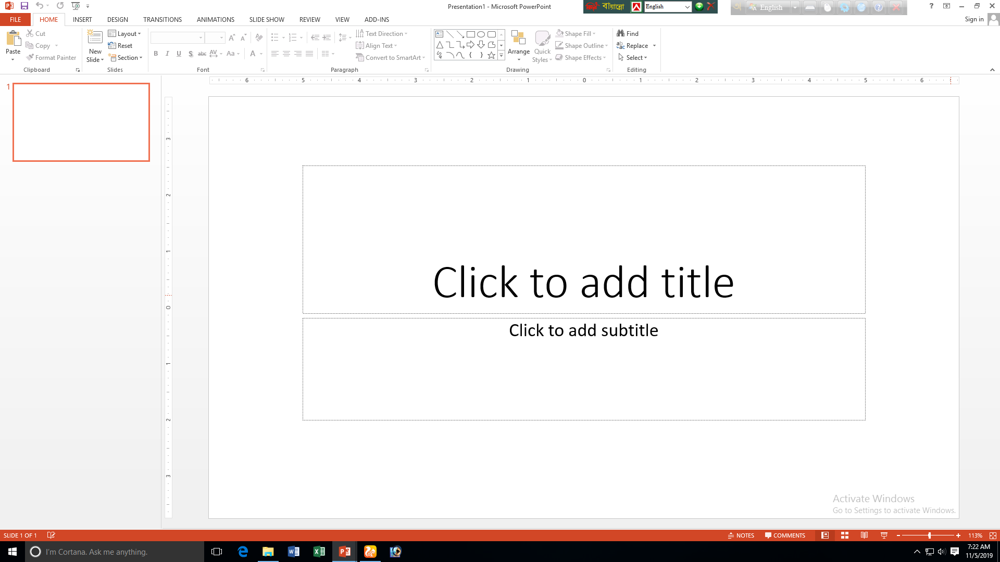 Presentation1 - Microsoft PowerPoint
বায়ান্নো
English
English
Sign in
FILE HOME INSERT DESIGN TRANSITIONS ANIMATIONS SLIDE SHOW REVIEW VIEW ADD-INS
Paste
Cut
Copy
Format Painter
Clipboard
New
Slide
Layout
Reset
Section
Slides
B I U S abc AV Aa A
Font
Text Direction
Align Text
Convert to SmartArt
Paragraph
Arrange
Quick
Styles
Shape Fill
Shape Outline
Shape Effects
Drawing
Find
Replace
Select
Editing
6 5 4 3 2 1 0 1 2 3 4 5 6
1
3
2
1
0
1
2
3
Click to add title
Click to add subtitle
Activate Windows
Go to Settings to activate Windows.
SLIDE 1 OF 1
NOTES
COMMENTS
113%
I'm Cortana. Ask me anything.
7:22 AM
11/5/2019